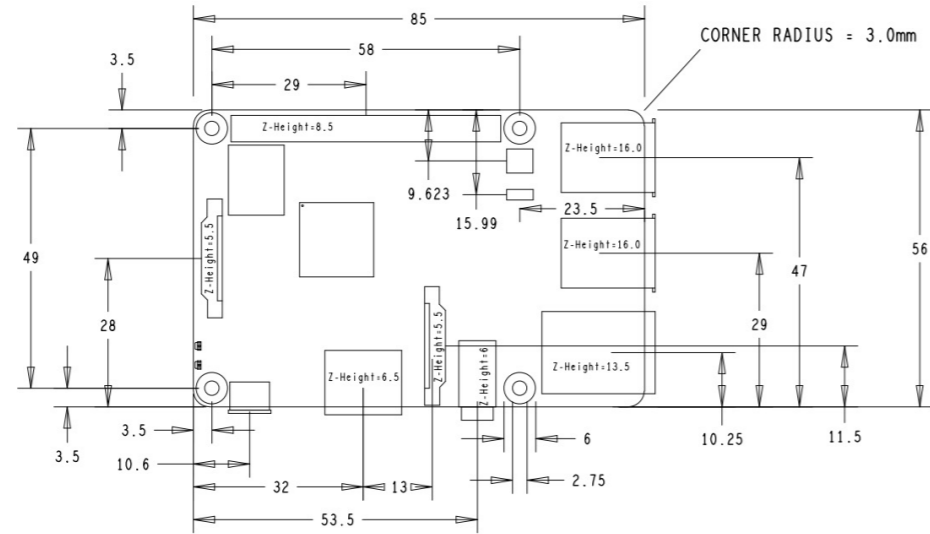 85
CORNER RADIUS = 3.0mm
58
3.5
29
Z-Height=8.5
Z-Height=16.0
9.623
15.99
23.5
Z-Height=5.5
Z-Height=16.0
49
47
56
28
29
Z-Height=5.5
Z-Height=6
Z-Height=6.5
Z-Height=13.5
3.5
3.5
6
10.25
11.5
10.6
32
13
2.75
53.5